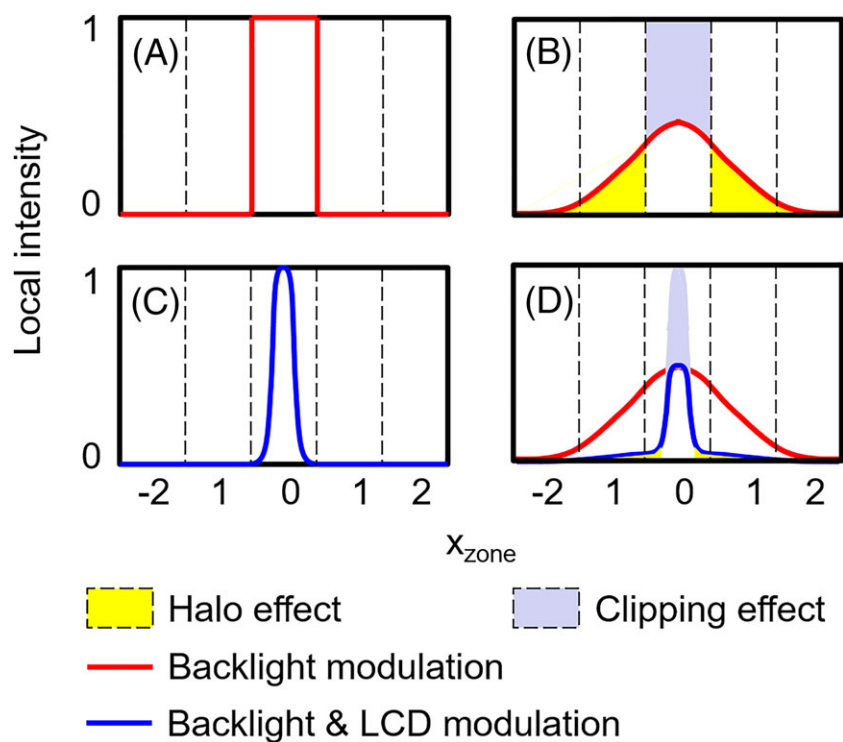 Local intensity
1
(A)
(B)
0
1
(C)
(D)
0
-2 1 0 1 2
-2 1 0 1 2
xzone
Halo effect
Clipping effect
Backlight modulation
Backlight & LCD modulation